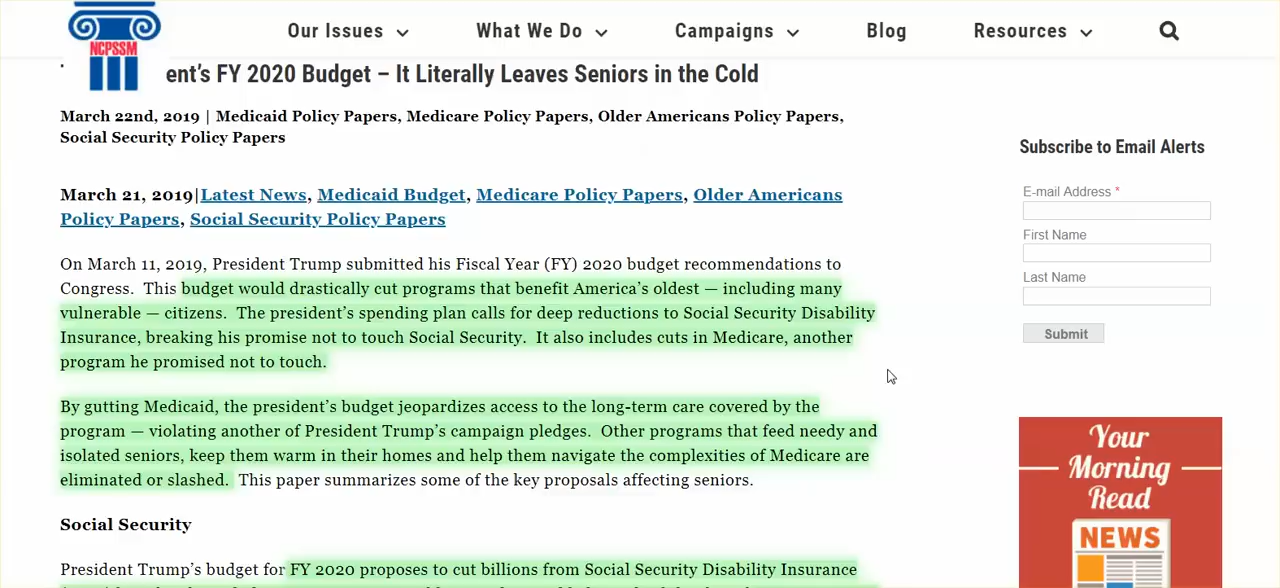 NCPSSM
Our Issues
What We Do
Campaigns
Blog
Resources
ent’s FY 2020 Budget – It Literally Leaves Seniors in the Cold
March 22nd, 2019 | Medicaid Policy Papers, Medicare Policy Papers, Older Americans Policy Papers,
Social Security Policy Papers
March 21, 2019|Latest News, Medicaid Budget, Medicare Policy Papers, Older Americans
Policy Papers, Social Security Policy Papers
On March 11, 2019, President Trump submitted his Fiscal Year (FY) 2020 budget recommendations to
Congress.  This budget would drastically cut programs that benefit America’s oldest — including many
vulnerable — citizens.  The president’s spending plan calls for deep reductions to Social Security Disability
Insurance, breaking his promise not to touch Social Security.  It also includes cuts in Medicare, another
program he promised not to touch.
By gutting Medicaid, the president’s budget jeopardizes access to the long-term care covered by the
program — violating another of President Trump’s campaign pledges.  Other programs that feed needy and
isolated seniors, keep them warm in their homes and help them navigate the complexities of Medicare are
eliminated or slashed.  This paper summarizes some of the key proposals affecting seniors.
Social Security
President Trump’s budget for FY 2020 proposes to cut billions from Social Security Disability Insurance
Subscribe to Email Alerts
E-mail Address *
First Name
Last Name
Submit
Your
Morning
Read
NEWS